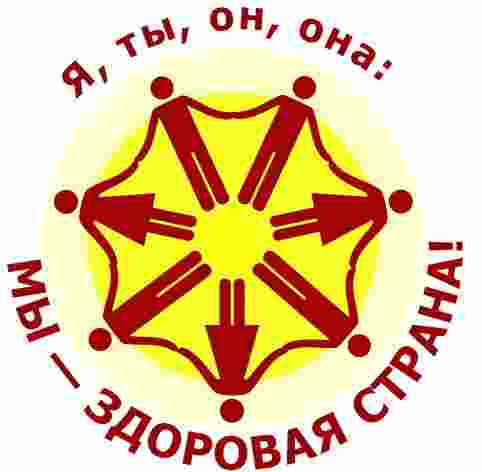 Я, ты, он, она:
МЫ — ЗДОРОВАЯ СТРАНА!